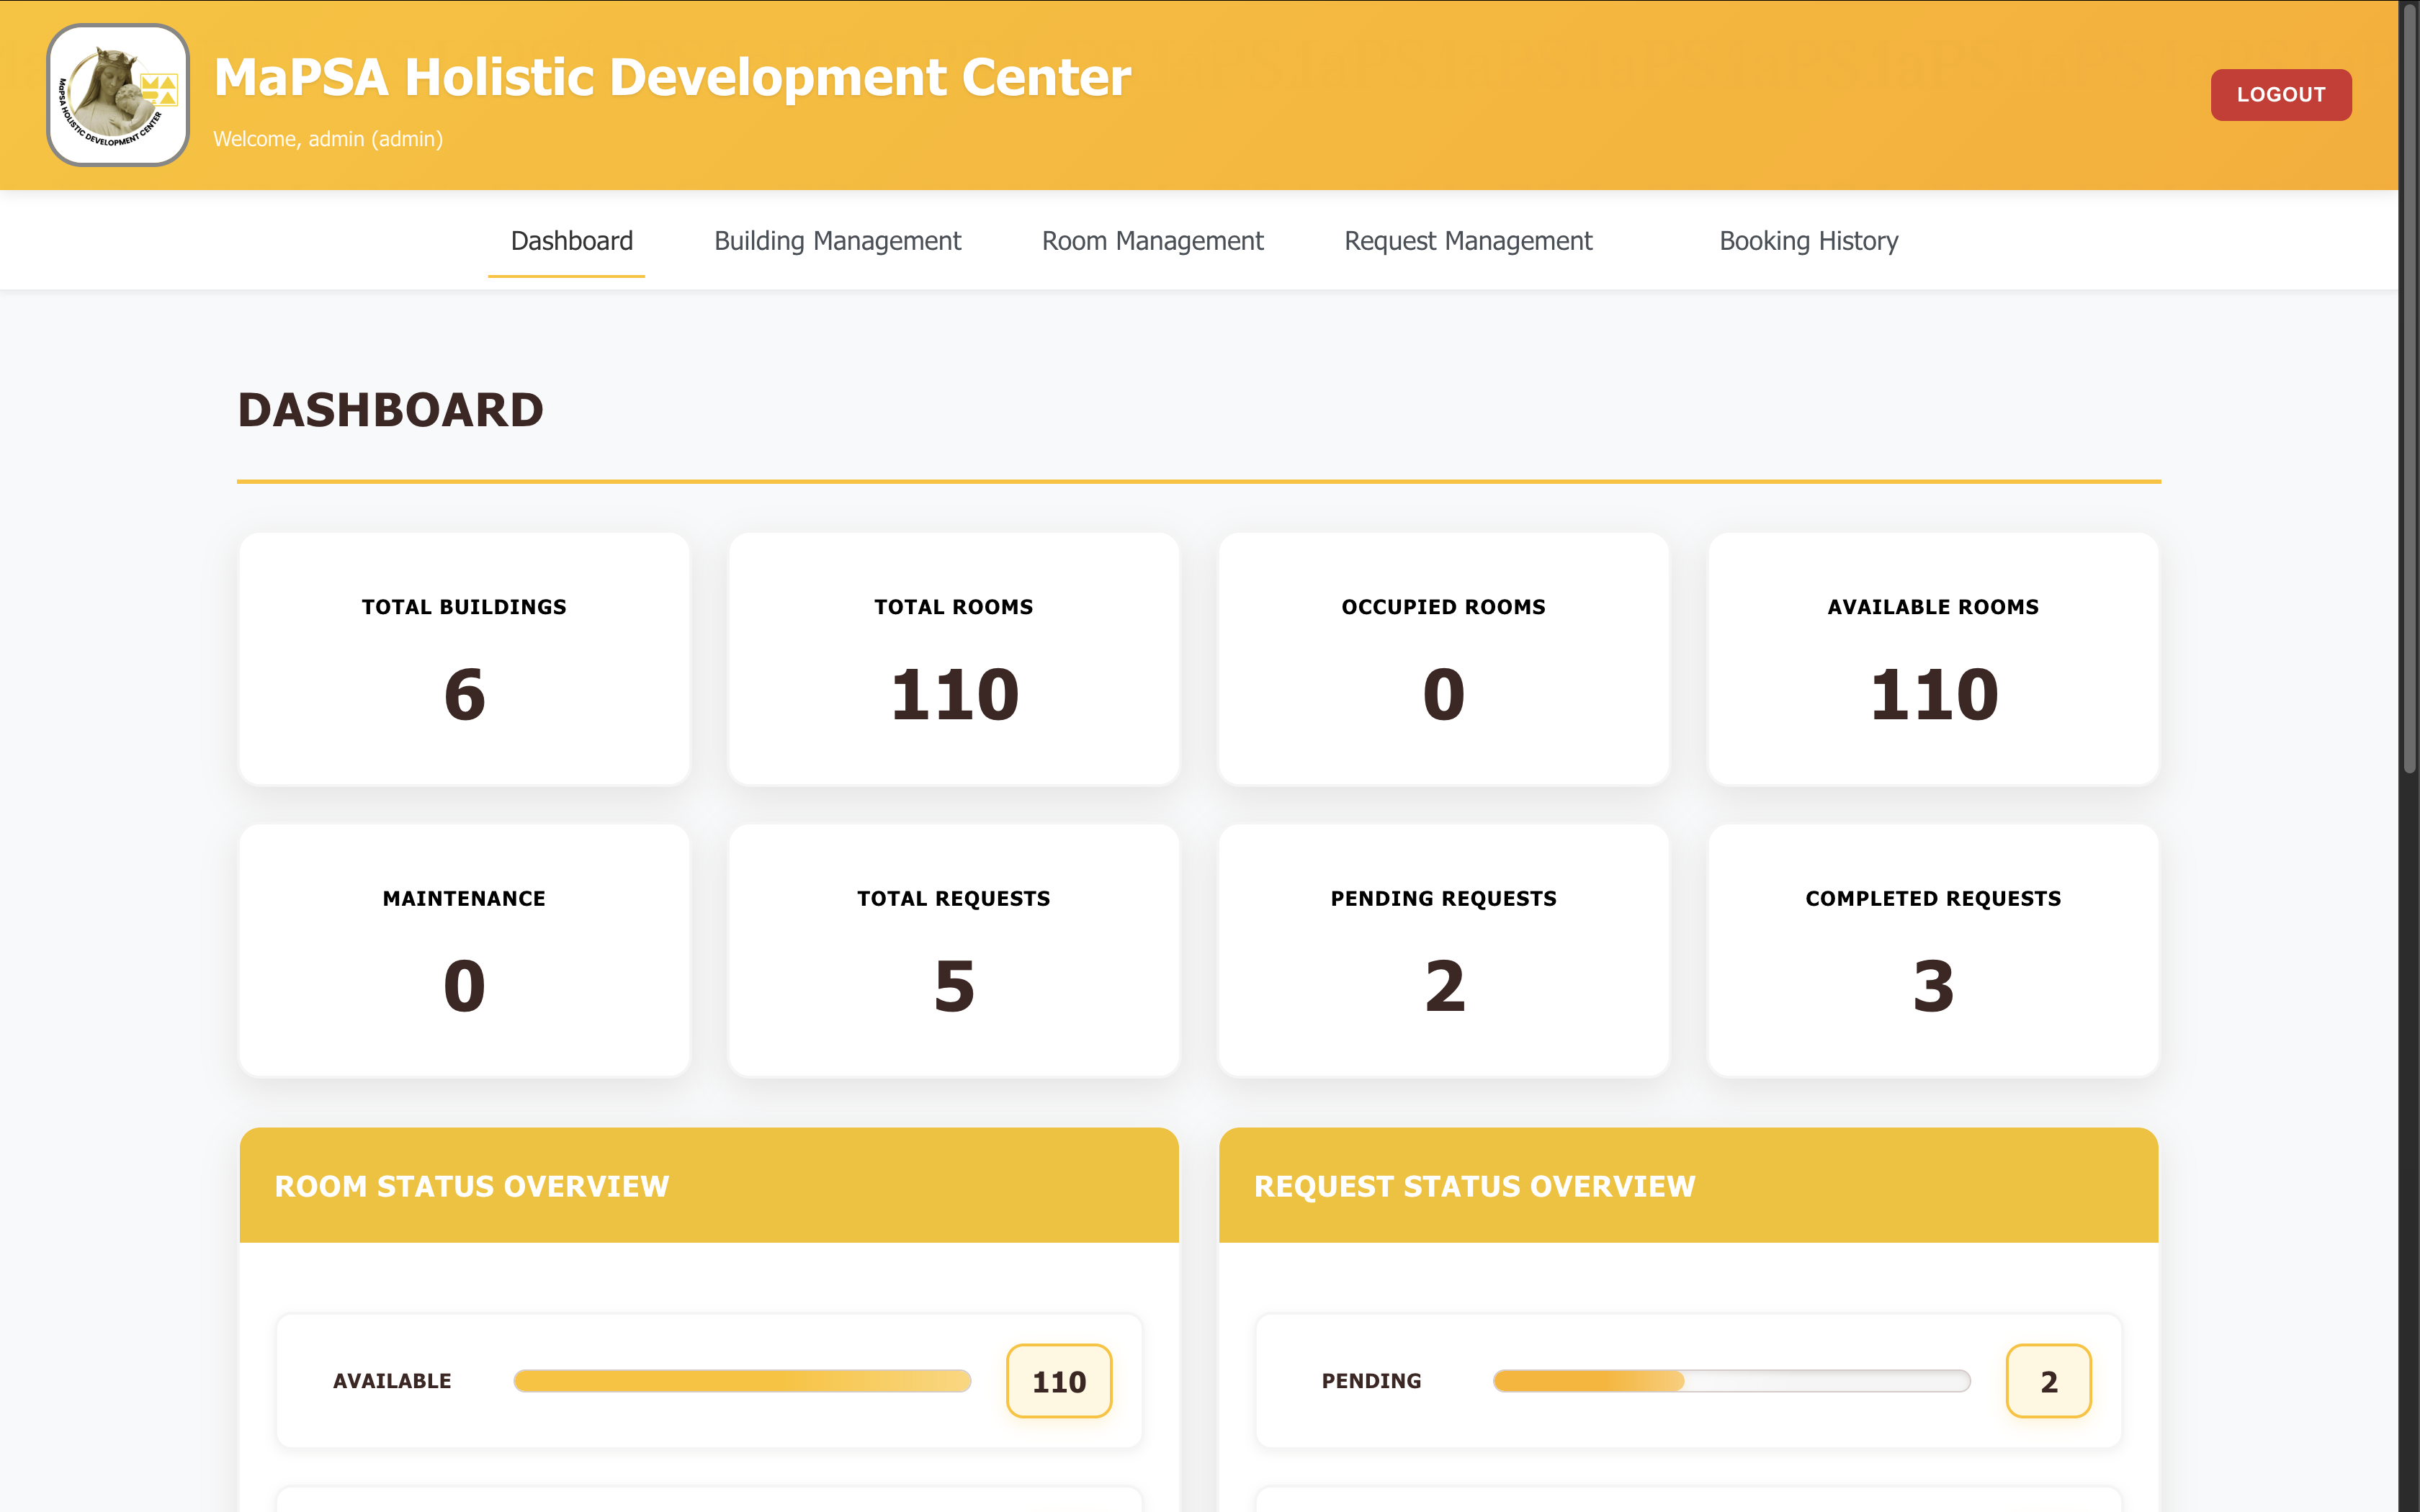 MaPSA HOLISTIC DEVELOPMENT CENTER
MAPSA
MaPSA Holistic Development Center
Welcome, admin (admin)
LOGOUT
Dashboard Building Management Room Management Request Management Booking History
DASHBOARD
TOTAL BUILDINGS TOTAL ROOMS OCCUPIED ROOMS AVAILABLE ROOMS
6 110 0 110
MAINTENANCE TOTAL REQUESTS PENDING REQUESTS COMPLETED REQUESTS
0 5 2 3
ROOM STATUS OVERVIEW REQUEST STATUS OVERVIEW
AVAILABLE 110 PENDING 2